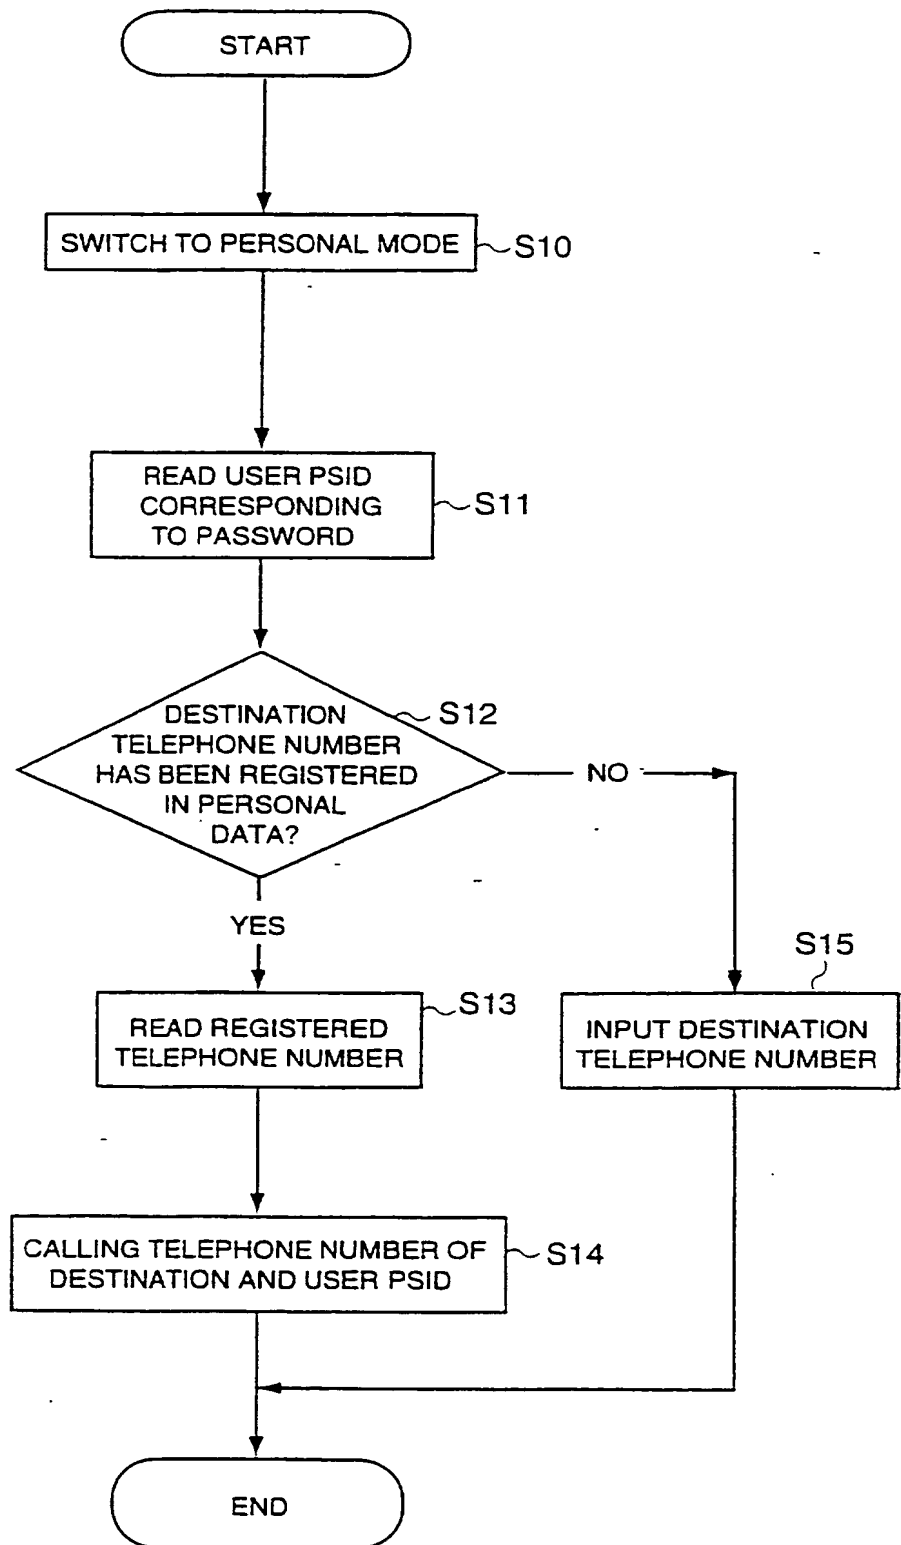 START
SWITCH TO PERSONAL MODE
S10
READ USER PSID
CORRESPONDING
TO PASSWORD
S11
DESTINATION
TELEPHONE NUMBER
HAS BEEN REGISTERED
IN PERSONAL
DATA?
S12
NO
YES
READ REGISTERED
TELEPHONE NUMBER
S13
S15
INPUT DESTINATION
TELEPHONE NUMBER
CALLING TELEPHONE NUMBER OF
DESTINATION AND USER PSID
S14
END